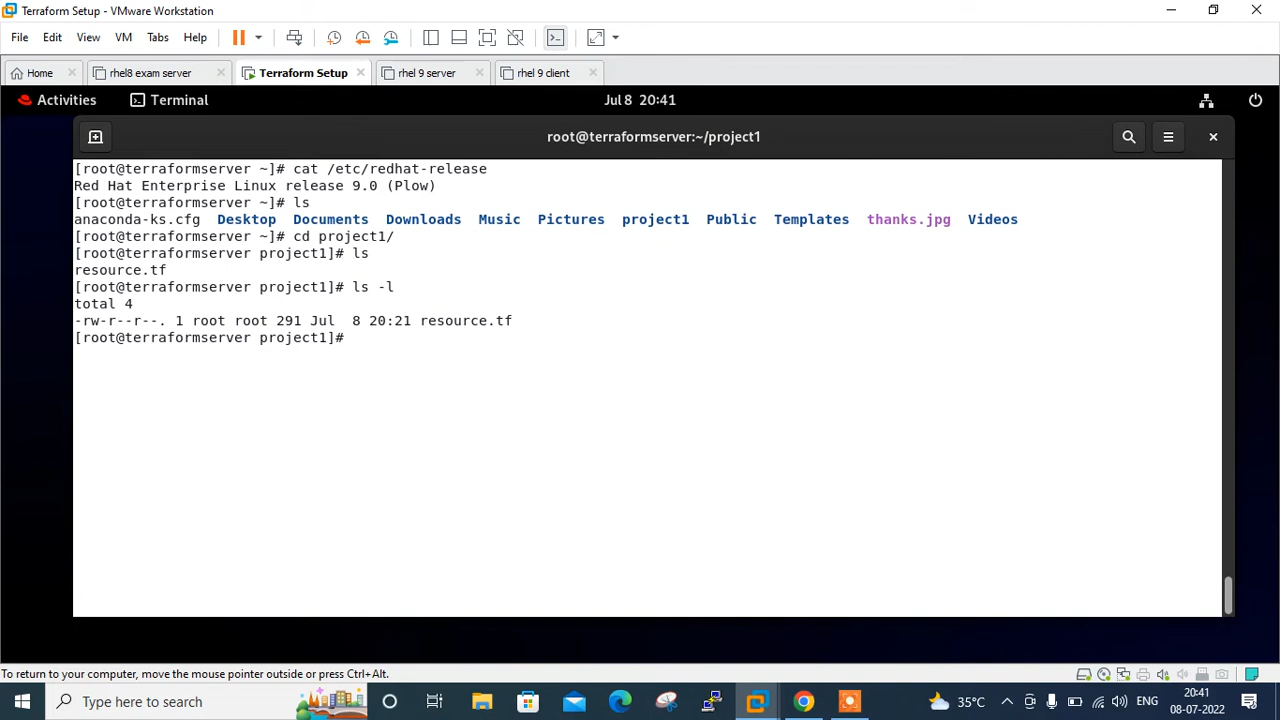 Terraform Setup - VMware Workstation
File Edit View VM Tabs Help
Home rhel8 exam server Terraform Setup rhel 9 server rhel 9 client
Activities Terminal Jul 8 20:41
root@terraformserver:~/project1
[root@terraformserver ~]# cat /etc/redhat-release
Red Hat Enterprise Linux release 9.0 (Plow)
[root@terraformserver ~]# ls
anaconda-ks.cfg Desktop Documents Downloads Music Pictures project1 Public Templates thanks.jpg Videos
[root@terraformserver ~]# cd project1/
[root@terraformserver project1]# ls
resource.tf
[root@terraformserver project1]# ls -l
total 4
-rw-r--r--. 1 root root 291 Jul  8 20:21 resource.tf
[root@terraformserver project1]#
To return to your computer, move the mouse pointer outside or press Ctrl+Alt.
Type here to search 35°C ENG 20:41
08-07-2022